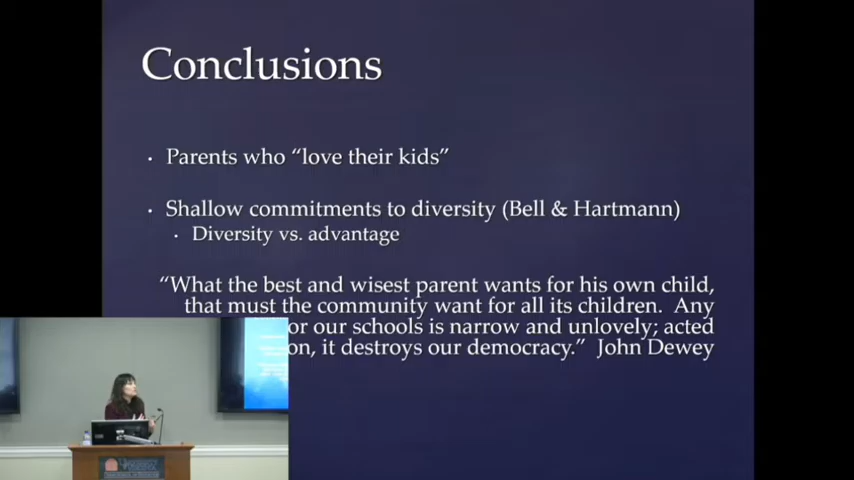 Conclusions
• Parents who “love their kids”
• Shallow commitments to diversity (Bell & Hartmann)
• Diversity vs. advantage
“What the best and wisest parent wants for his own child,
that must the community want for all its children. Any
or our schools is narrow and unlovely; acted
on, it destroys our democracy.” John Dewey